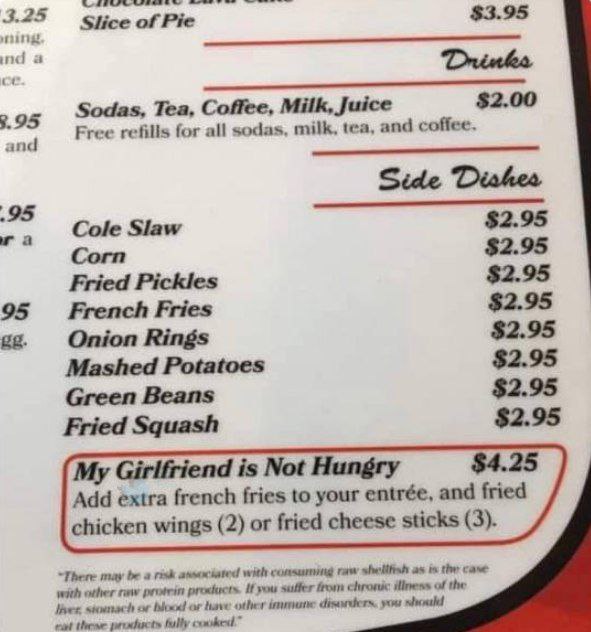 3.25
oning,
and a
ce.
8.95
and
.95
or a
95
gg.
Chocolate Lava Cake
Slice of Pie $3.95
Drinks
Sodas, Tea, Coffee, Milk, Juice $2.00
Free refills for all sodas, milk, tea, and coffee.
Side Dishes
Cole Slaw $2.95
Corn $2.95
Fried Pickles $2.95
French Fries $2.95
Onion Rings $2.95
Mashed Potatoes $2.95
Green Beans $2.95
Fried Squash $2.95
My Girlfriend is Not Hungry $4.25
Add extra french fries to your entrée, and fried
chicken wings (2) or fried cheese sticks (3).
"There may be a risk associated with consuming raw shellfish as is the case
with other raw protein products. If you suffer from chronic illness of the
liver, stomach or blood or have other immune disorders, you should
eat these products fully cooked."